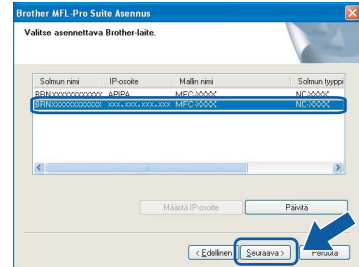 Brother MFL-Pro Suite Asennus
Valitse asennettava Brother-laite.
Solmun nimi IP-osoite Mallin nimi Solmun tyyppi
BRNXXXXXXXXXXXX APIPA MFC-XXXX NC-XXXX
BRNXXXXXXXXXXXX xxx.xxx.xxx.xxx MFC-XXXX NC-XXXX
Määritä IP-osoite Päivitä
< Edellinen Seuraava > Peruuta